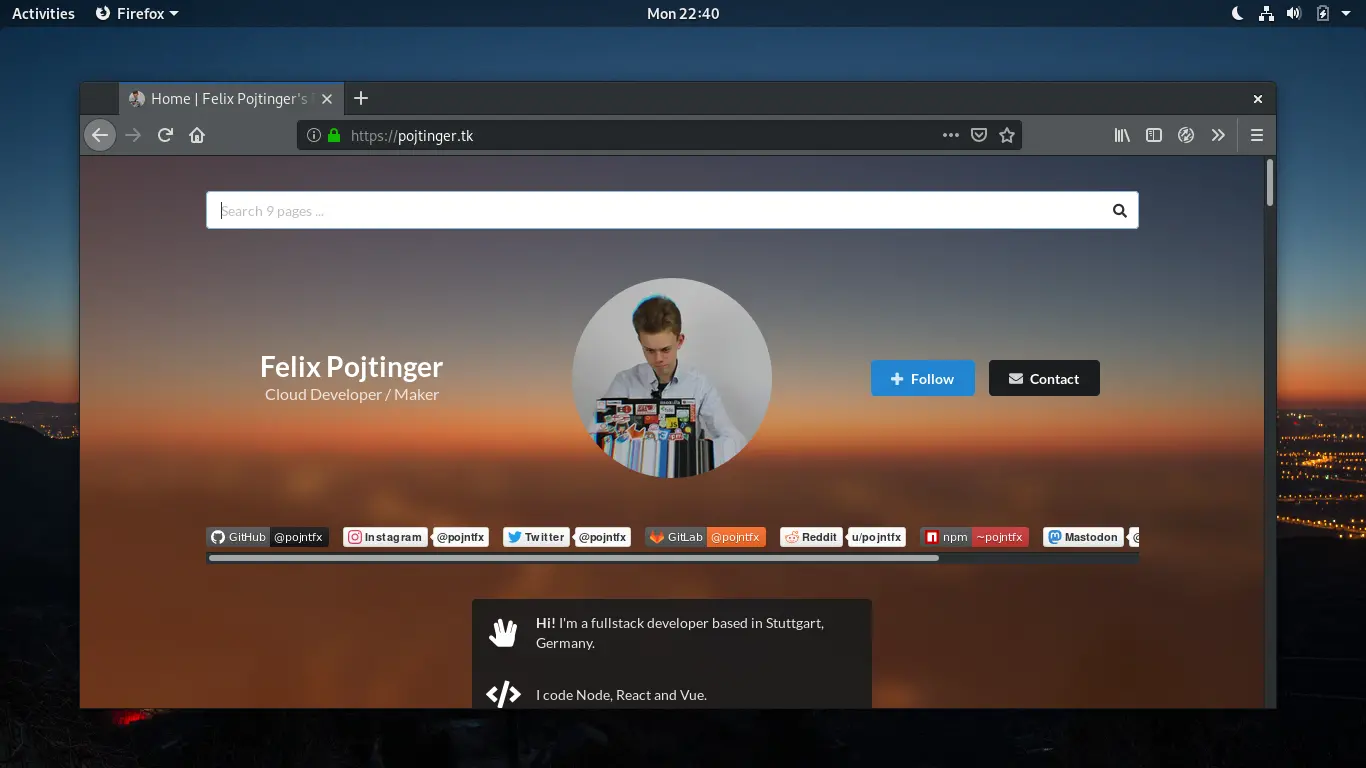 Activities
Firefox
Mon 22:40
Home | Felix Pojtinger's
https://pojtinger.tk
Search 9 pages ...
Felix Pojtinger
Cloud Developer / Maker
Follow
Contact
GitHub @pojntfx
Instagram @pojntfx
Twitter @pojntfx
GitLab @pojntfx
Reddit u/pojntfx
npm ~pojntfx
Mastodon @
Hi! I'm a fullstack developer based in Stuttgart,
Germany.
I code Node, React and Vue.